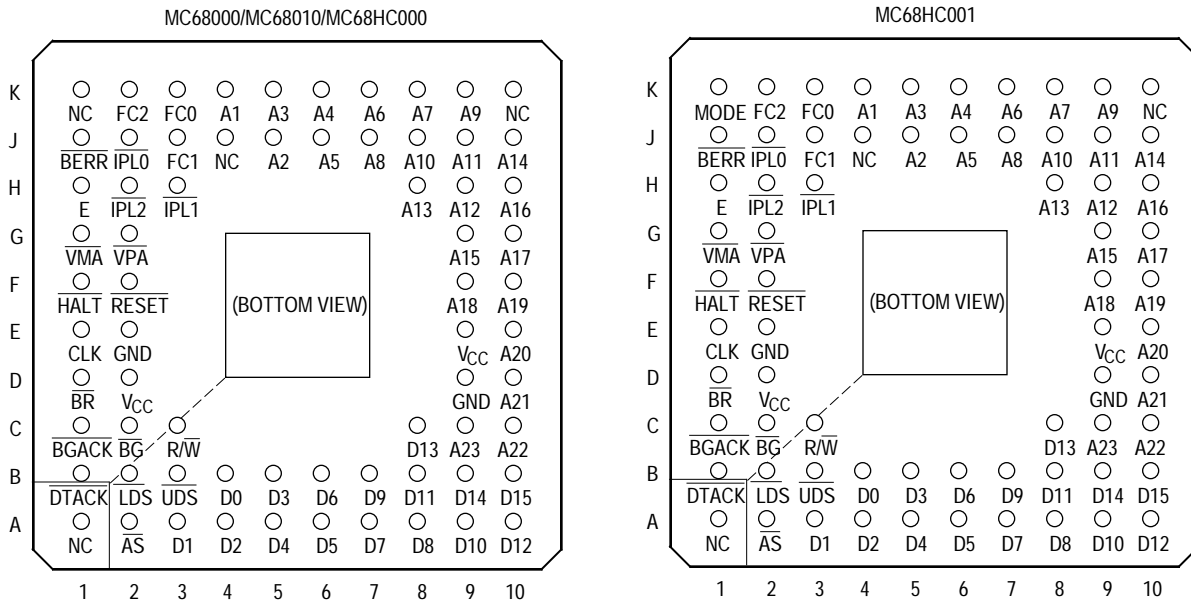 MC68000/MC68010/MC68HC000
K
NC FC2 FC0 A1 A3 A4 A6 A7 A9 NC
J
BERR IPL0 FC1 NC A2 A5 A8 A10 A11 A14
H
E IPL2 IPL1 A13 A12 A16
G
VMA VPA A15 A17
F
HALT RESET (BOTTOM VIEW) A18 A19
E
CLK GND VCC A20
D
BR VCC GND A21
C
BGACK BG R/W D13 A23 A22
B
DTACK LDS UDS D0 D3 D6 D9 D11 D14 D15
A
NC AS D1 D2 D4 D5 D7 D8 D10 D12
1 2 3 4 5 6 7 8 9 10
MC68HC001
K
MODE FC2 FC0 A1 A3 A4 A6 A7 A9 NC
J
BERR IPL0 FC1 NC A2 A5 A8 A10 A11 A14
H
E IPL2 IPL1 A13 A12 A16
G
VMA VPA A15 A17
F
HALT RESET (BOTTOM VIEW) A18 A19
E
CLK GND VCC A20
D
BR VCC GND A21
C
BGACK BG R/W D13 A23 A22
B
DTACK LDS UDS D0 D3 D6 D9 D11 D14 D15
A
NC AS D1 D2 D4 D5 D7 D8 D10 D12
1 2 3 4 5 6 7 8 9 10